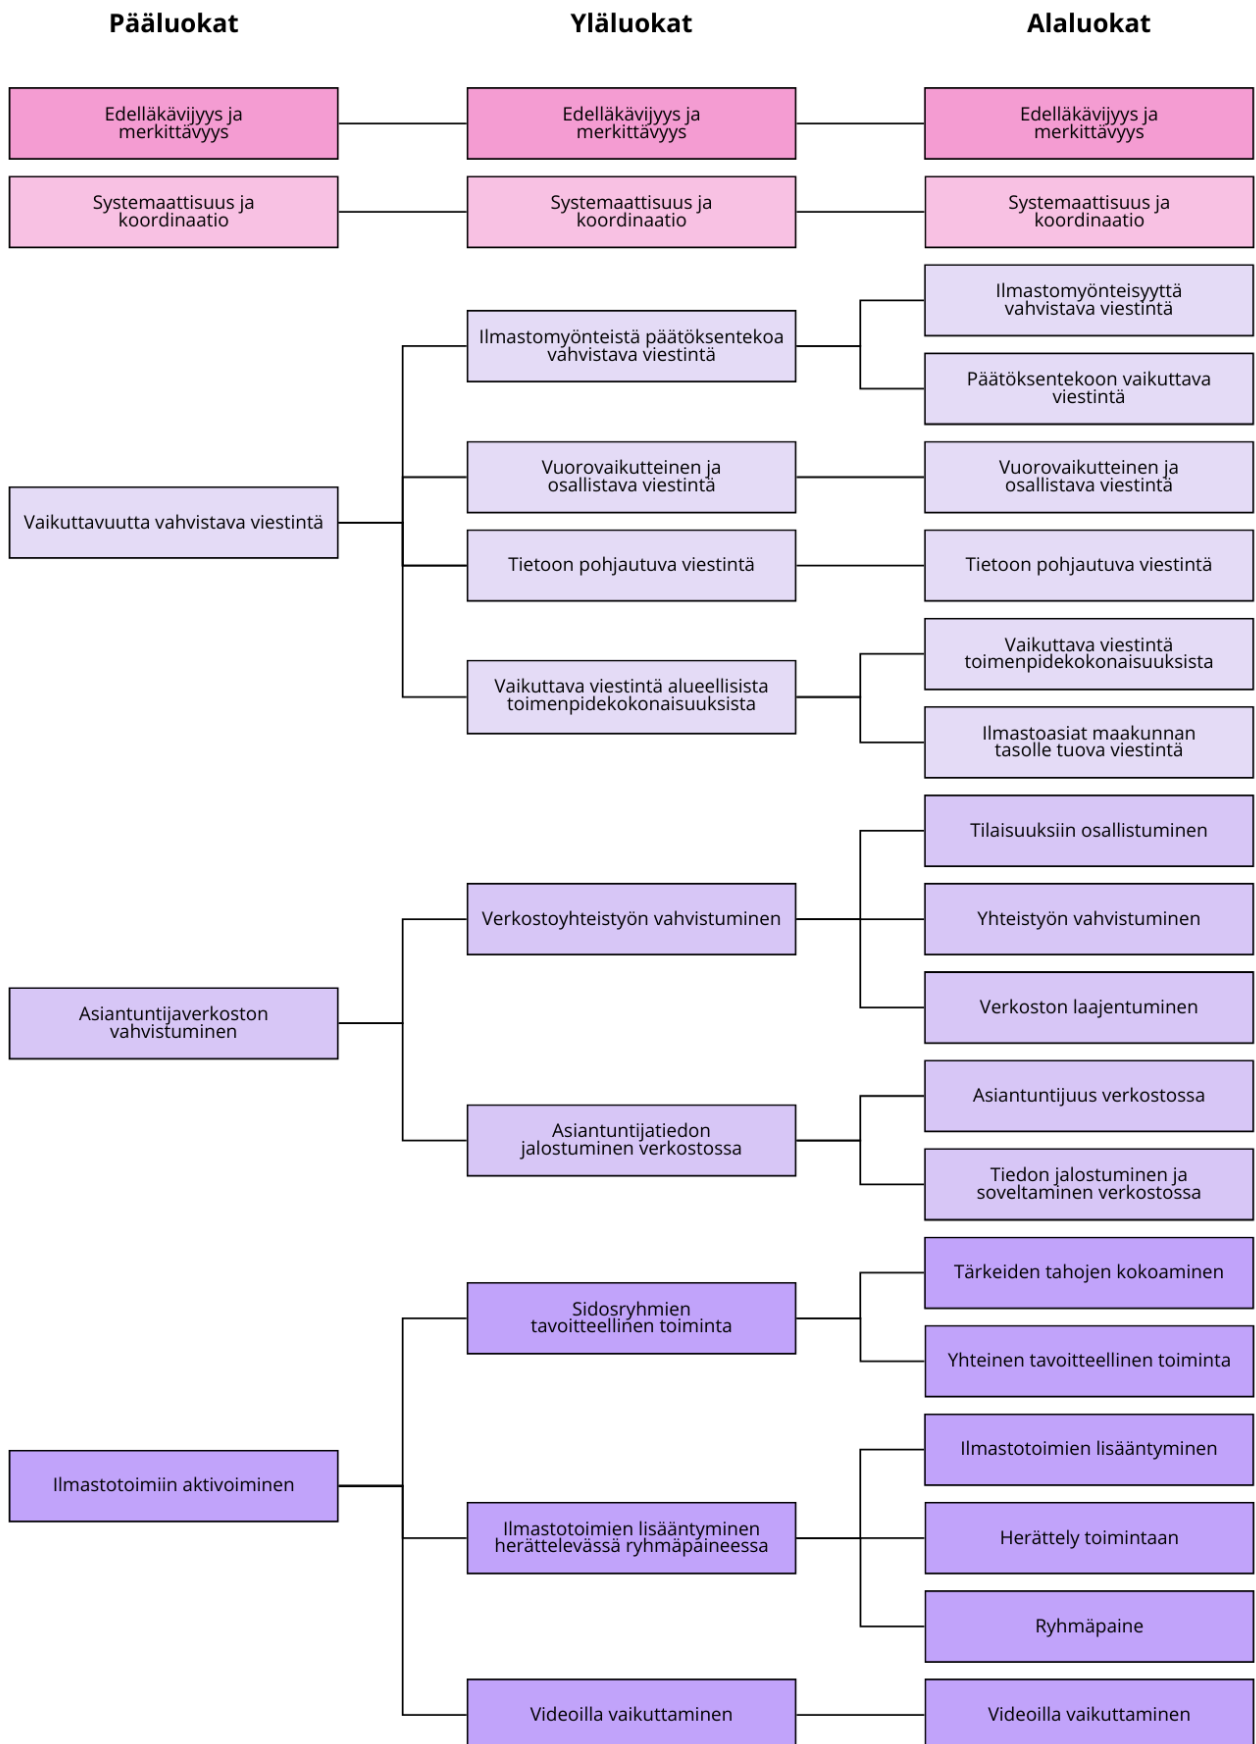 Pääluokat
Yläluokat
Alaluokat
Edelläkävijyys ja
merkittävyys
Edelläkävijyys ja
merkittävyys
Edelläkävijyys ja
merkittävyys
Systemaattisuus ja
koordinaatio
Systemaattisuus ja
koordinaatio
Systemaattisuus ja
koordinaatio
Vaikuttavuutta vahvistava viestintä
Ilmastomyönteistä päätöksentekoa
vahvistava viestintä
Ilmastomyönteisyyttä
vahvistava viestintä
Päätöksentekoon vaikuttava
viestintä
Vuorovaikutteinen ja
osallistava viestintä
Vuorovaikutteinen ja
osallistava viestintä
Tietoon pohjautuva viestintä
Tietoon pohjautuva viestintä
Vaikuttava viestintä alueellisista
toimenpidekokonaisuuksista
Vaikuttava viestintä
toimenpidekokonaisuuksista
Ilmastoasiat maakunnan
tasolle tuova viestintä
Asiantuntijaverkoston
vahvistuminen
Verkostoyhteistyön vahvistuminen
Tilaisuuksiin osallistuminen
Yhteistyön vahvistuminen
Verkoston laajentuminen
Asiantuntijatiedon
jalostuminen verkostossa
Asiantuntijuus verkostossa
Tiedon jalostuminen ja
soveltaminen verkostossa
Ilmastotoimiin aktivoiminen
Sidosryhmien
tavoitteellinen toiminta
Tärkeiden tahojen kokoaminen
Yhteinen tavoitteellinen toiminta
Ilmastotoimien lisääntyminen
herättelevässä ryhmäpaineessa
Ilmastotoimien lisääntyminen
Herättely toimintaan
Ryhmäpaine
Videoilla vaikuttaminen
Videoilla vaikuttaminen